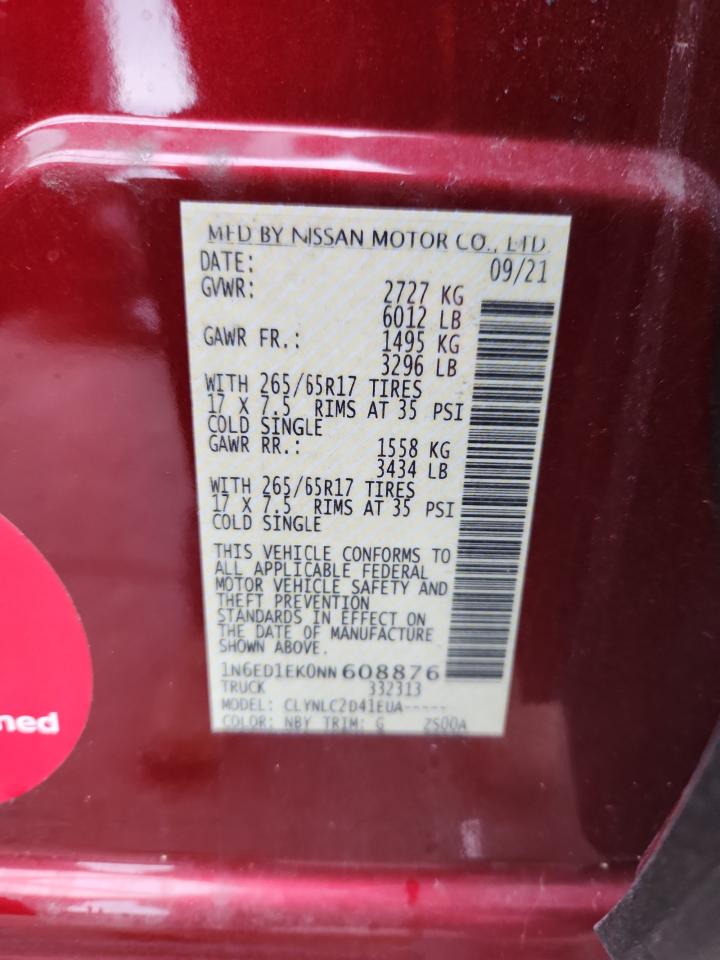 MFD BY NISSAN MOTOR CO., LTD.
DATE: 09/21
GVWR: 2727 KG
6012 LB
GAWR FR.: 1495 KG
3296 LB
WITH 265/65R17 TIRES
17 X 7.5 RIMS AT 35 PSI
COLD SINGLE
GAWR RR.: 1558 KG
3434 LB
WITH 265/65R17 TIRES
17 X 7.5 RIMS AT 35 PSI
COLD SINGLE
THIS VEHICLE CONFORMS TO
ALL APPLICABLE FEDERAL
MOTOR VEHICLE SAFETY AND
THEFT PREVENTION
STANDARDS IN EFFECT ON
THE DATE OF MANUFACTURE
SHOWN ABOVE.
1N6ED1EK0NN608876
TRUCK 332313
MODEL: CLYNLC2D41EUA-----
COLOR: NBY TRIM: G ZS00A
ned